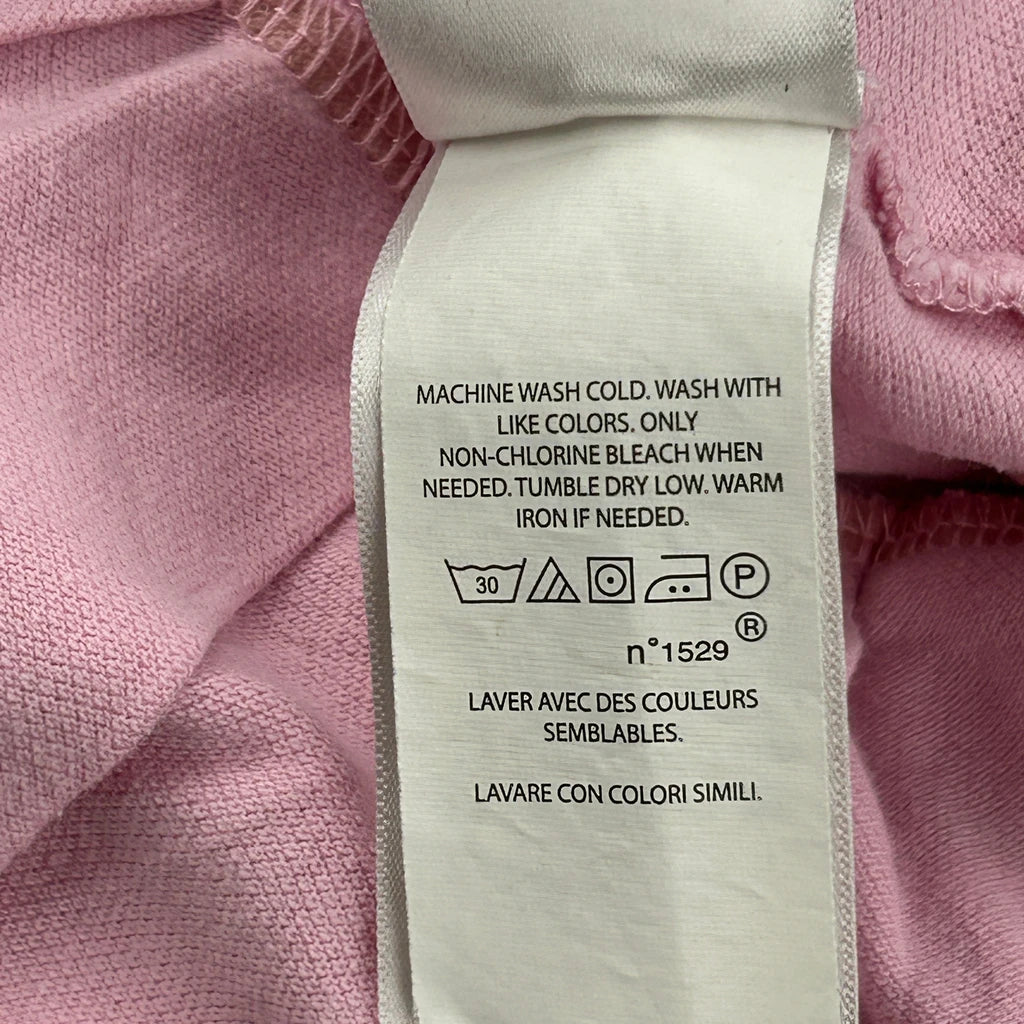 MACHINE WASH COLD. WASH WITH
LIKE COLORS. ONLY
NON-CHLORINE BLEACH WHEN
NEEDED. TUMBLE DRY LOW. WARM
IRON IF NEEDED.
30 P
®
n°1529
LAVER AVEC DES COULEURS
SEMBLABLES.
LAVARE CON COLORI SIMILI.